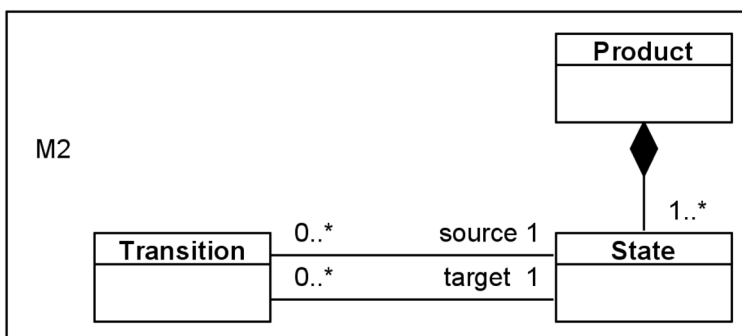 Product
M2
1..*
0..* source 1
Transition State
0..* target 1